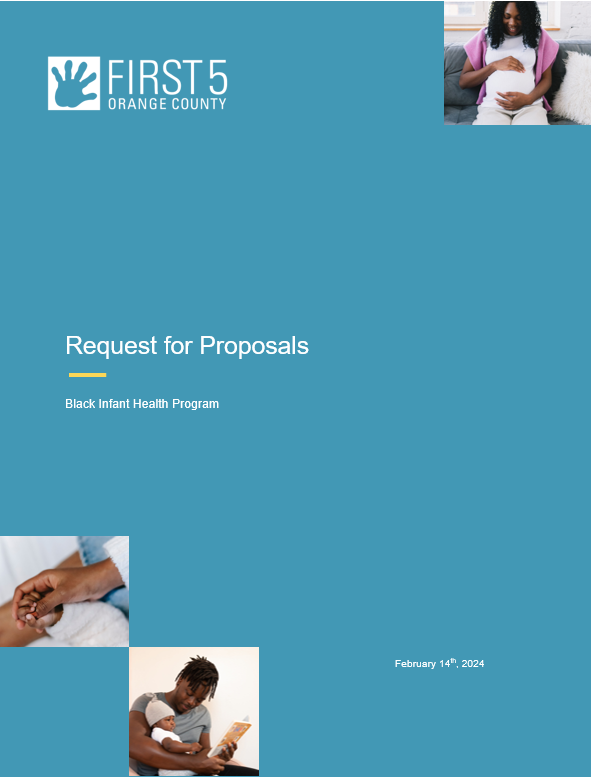 FIRST 5
ORANGE COUNTY
Request for Proposals
Black Infant Health Program
February 14th, 2024